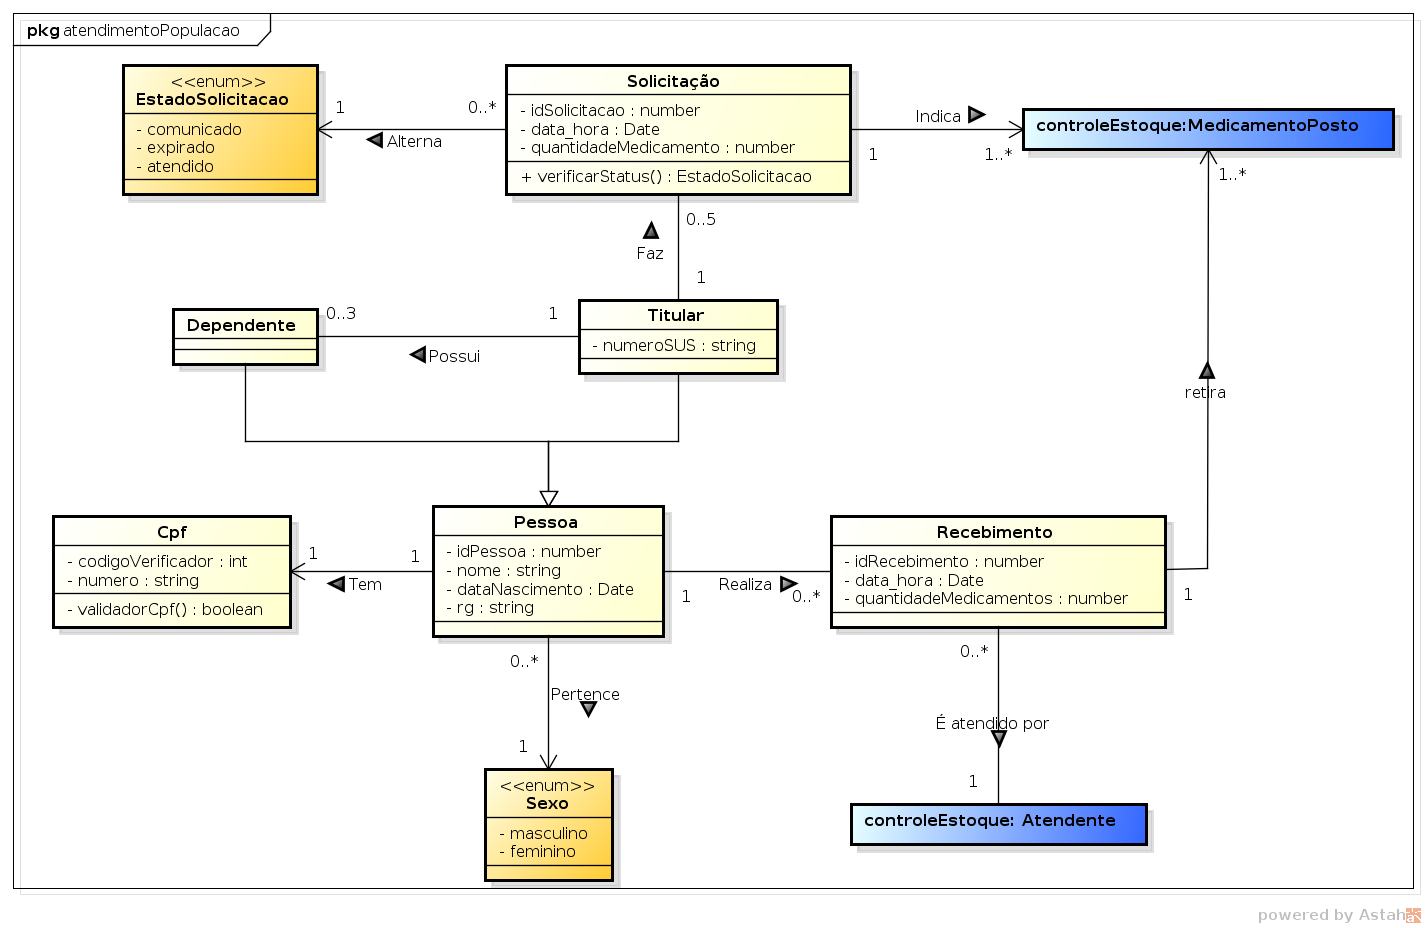 pkg atendimentoPopulacao
<<enum>>
EstadoSolicitacao
- comunicado
- expirado
- atendido
1
0..*
Alterna
Solicitação
- idSolicitacao : number
- data_hora : Date
- quantidadeMedicamento : number
+ verificarStatus() : EstadoSolicitacao
Indica
1
1..*
controleEstoque:MedicamentoPosto
1..*
0..5
Faz
1
Dependente
0..3
1
Possui
Titular
- numeroSUS : string
retira
Cpf
- codigoVerificador : int
- numero : string
- validadorCpf() : boolean
1
1
Tem
Pessoa
- idPessoa : number
- nome : string
- dataNascimento : Date
- rg : string
Realiza
1
0..*
Recebimento
- idRecebimento : number
- data_hora : Date
- quantidadeMedicamentos : number
1
0..*
Pertence
1
0..*
É atendido por
1
<<enum>>
Sexo
- masculino
- feminino
controleEstoque: Atendente
powered by Astah